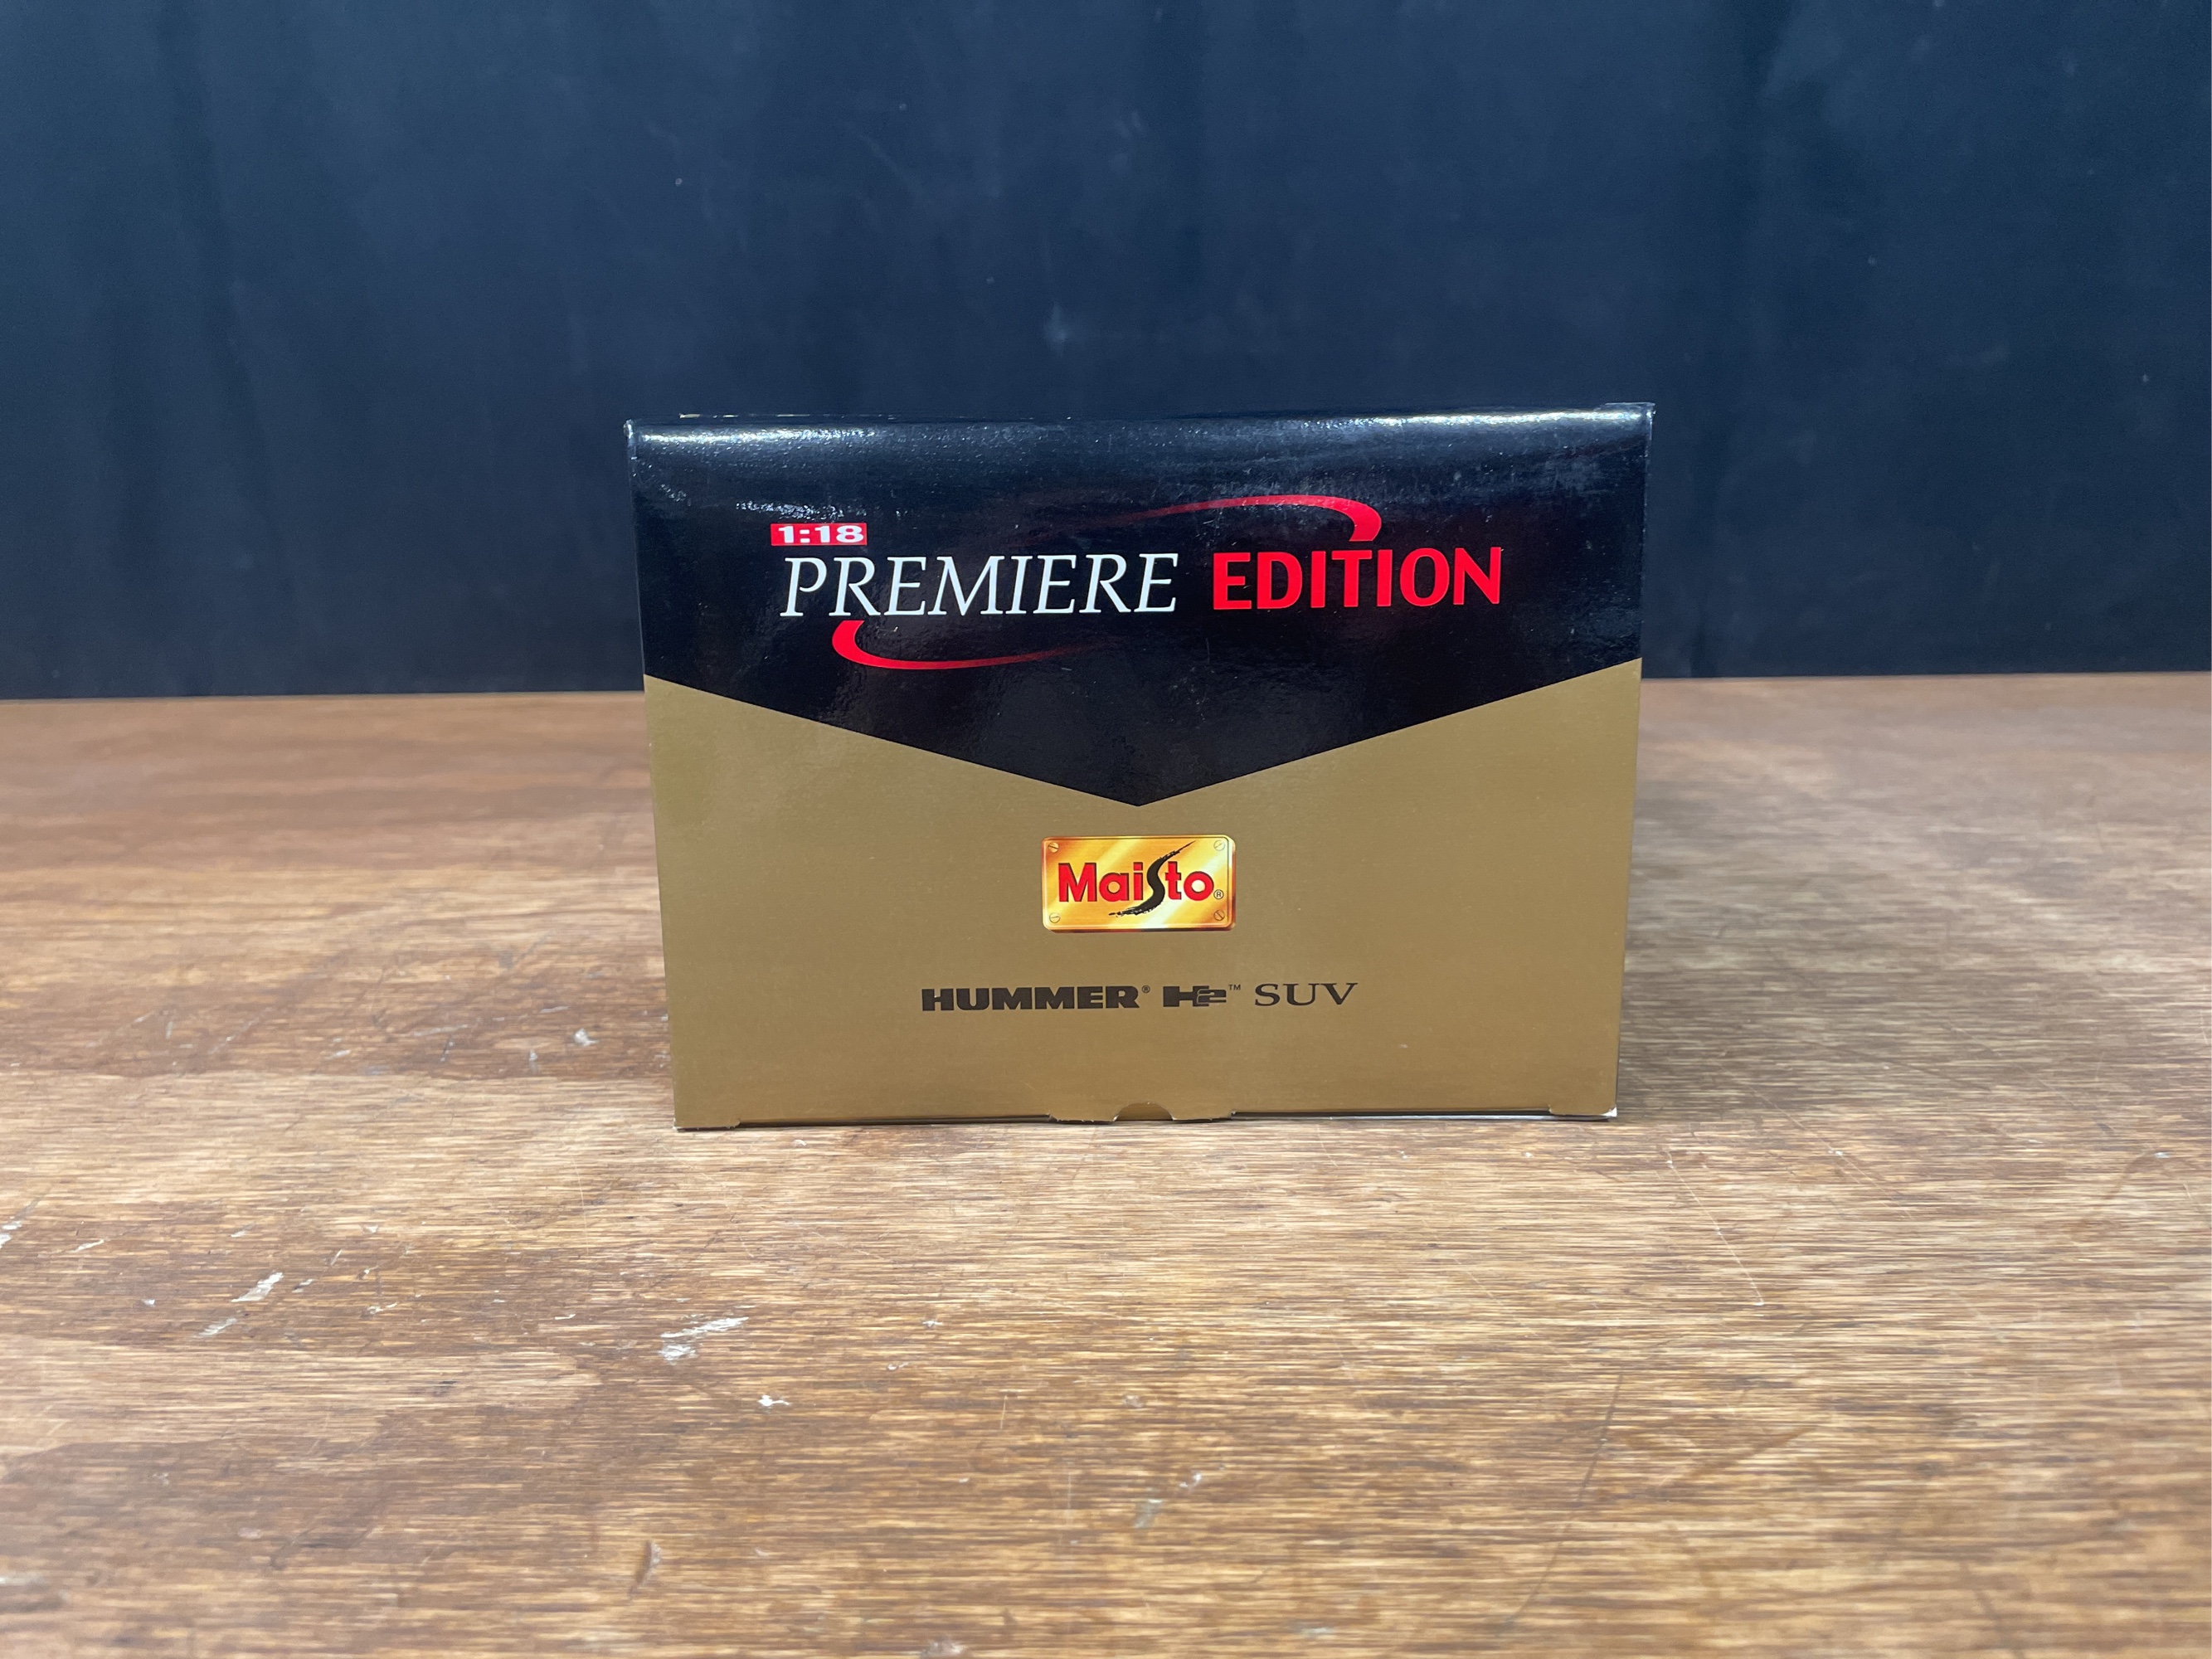 1:18
PREMIERE EDITION
Maisto®
HUMMER® H2™ SUV